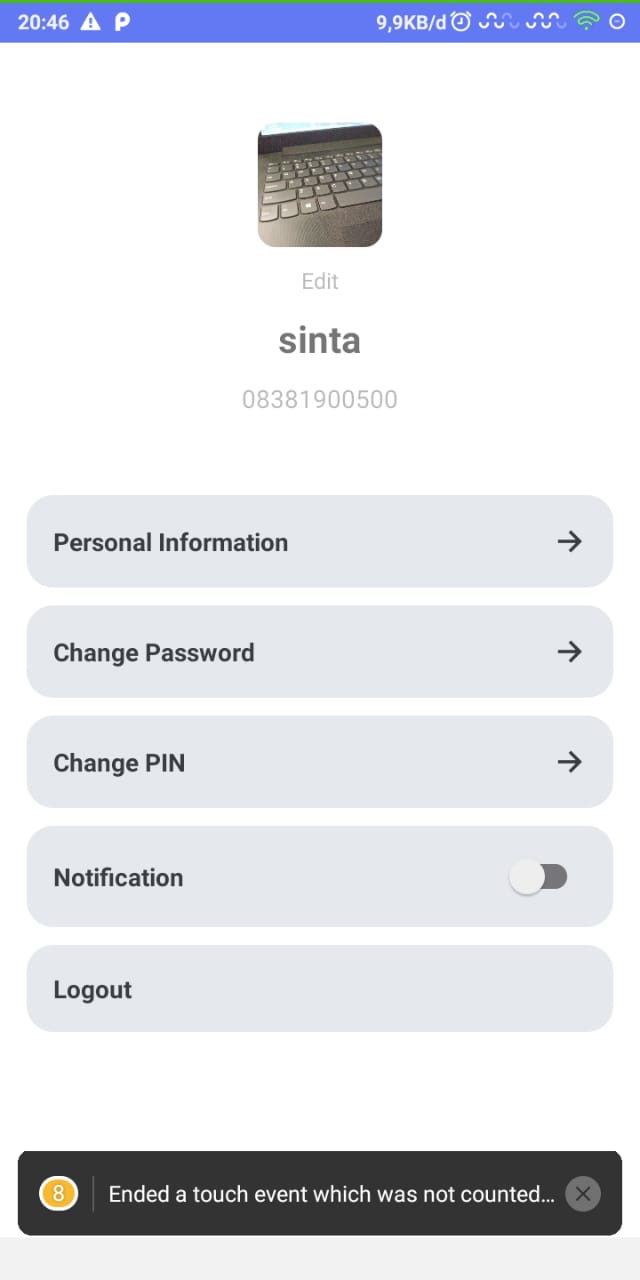 20:46 9,9KB/d
Edit
sinta
08381900500
Personal Information
Change Password
Change PIN
Notification
Logout
8 Ended a touch event which was not counted...